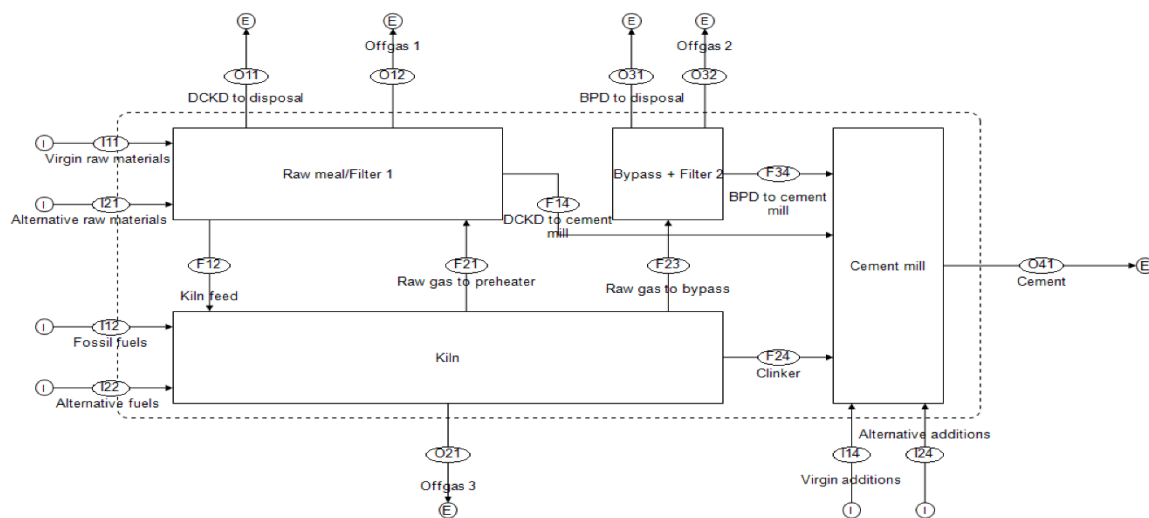 E
E
E
E
Offgas 1
Offgas 2
O11
O12
O31
O32
DCKD to disposal
BPD to disposal
I
I11
Virgin raw materials
Raw meal/Filter 1
Bypass + Filter 2
F34
BPD to cement
mill
I
I21
Alternative raw materials
F14
DCKD to cement
mill
F12
F21
F23
Kiln feed
Raw gas to preheater
Raw gas to bypass
Cement mill
O41
E
Cement
I
I12
Fossil fuels
Kiln
F24
Clinker
I
I22
Alternative fuels
Alternative additions
O21
I14
I24
Offgas 3
Virgin additions
E
I
I